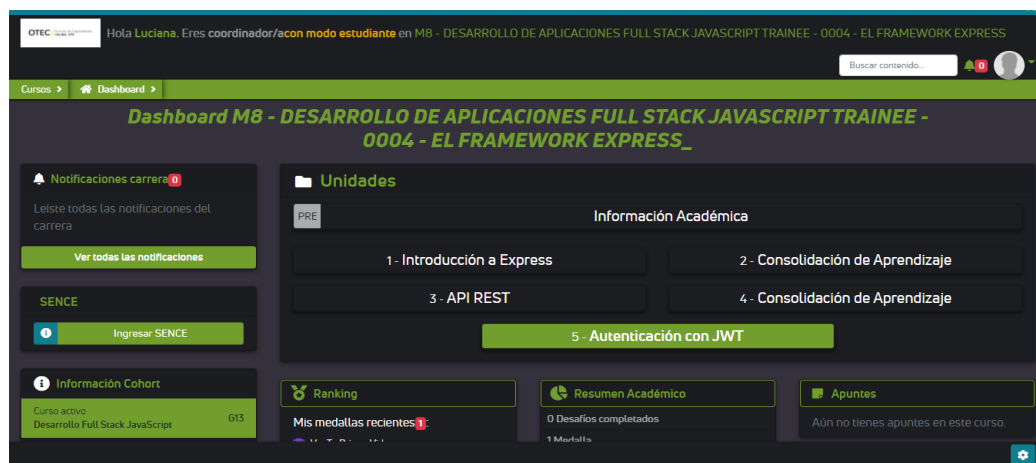 OTEC
Hola Luciana. Eres coordinador/acon modo estudiante en M8 - DESARROLLO DE APLICACIONES FULL STACK JAVASCRIPT TRAINEE - 0004 - EL FRAMEWORK EXPRESS
Buscar contenido...
0
Cursos > Dashboard >
Dashboard M8 - DESARROLLO DE APLICACIONES FULL STACK JAVASCRIPT TRAINEE -
0004 - EL FRAMEWORK EXPRESS_
Notificaciones carrera0
Leíste todas las notificaciones del
carrera
Ver todas las notificaciones
SENCE
Ingresar SENCE
Información Cohort
Curso activo
Desarrollo Full Stack JavaScript
G13
Unidades
PRE
Información Académica
1 - Introducción a Express
2 - Consolidación de Aprendizaje
3 - API REST
4 - Consolidación de Aprendizaje
5 - Autenticación con JWT
Ranking
Mis medallas recientes1:
Resumen Académico
0 Desafíos completados
1 Medalla
Apuntes
Aún no tienes apuntes en este curso.